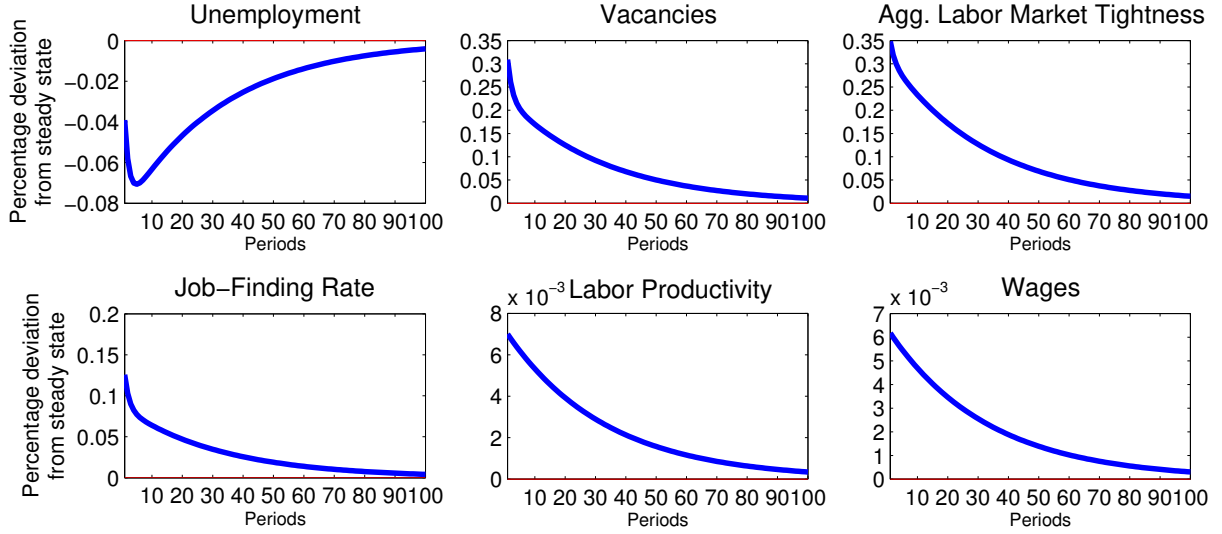 Unemployment
Percentage deviation
from steady state
0
−0.02
−0.04
−0.06
−0.08
10 20 30 40 50 60 70 80 90100
Periods
Vacancies
0.35
0.3
0.25
0.2
0.15
0.1
0.05
0
10 20 30 40 50 60 70 80 90100
Periods
Agg. Labor Market Tightness
0.35
0.3
0.25
0.2
0.15
0.1
0.05
0
10 20 30 40 50 60 70 80 90100
Periods
Job−Finding Rate
Percentage deviation
from steady state
0.2
0.15
0.1
0.05
0
10 20 30 40 50 60 70 80 90100
Periods
x 10⁻³ Labor Productivity
8
6
4
2
0
10 20 30 40 50 60 70 80 90100
Periods
x 10⁻³ Wages
7
6
5
4
3
2
1
0
10 20 30 40 50 60 70 80 90100
Periods